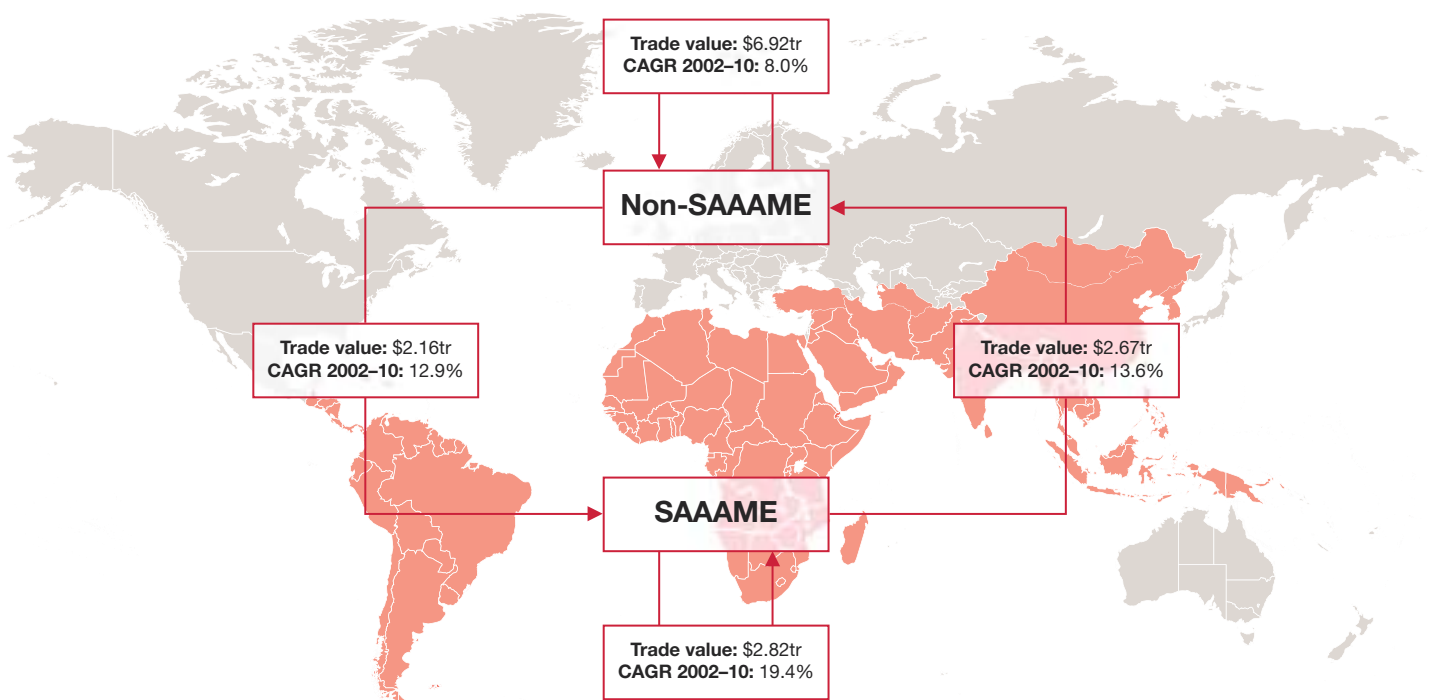 Trade value: $6.92tr
CAGR 2002–10: 8.0%
Non-SAAAME
Trade value: $2.16tr
CAGR 2002–10: 12.9%
Trade value: $2.67tr
CAGR 2002–10: 13.6%
SAAAME
Trade value: $2.82tr
CAGR 2002–10: 19.4%